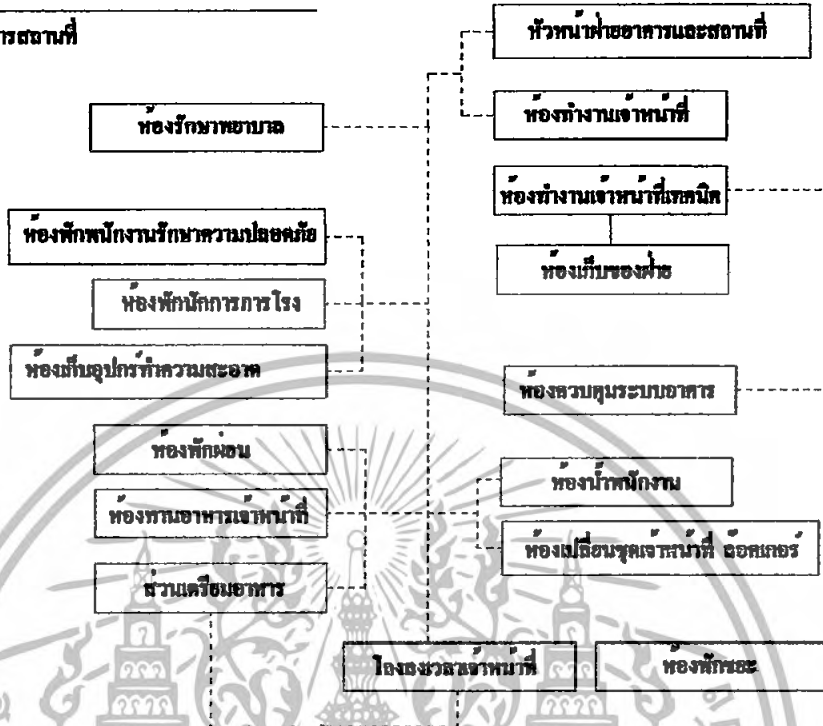 ารสถานที่
หัวหน้าฝ่ายอาคารและสถานที่
ห้องรักษาพยาบาล
ห้องทำงานเจ้าหน้าที่
ห้องทำงานเจ้าหน้าที่เทคนิค
ห้องพักพนักงานรักษาความปลอดภัย
ห้องเก็บของฝ่าย
ห้องพักนักการภารโรง
ห้องเก็บอุปกร์ทำความสะอาด
ห้องควบคุมระบบอาคาร
ห้องพักผ่อน
ห้องน้ำพนักงาน
ห้องทานอาหารเจ้าหน้าที่
ห้องเปลี่ยนชุดเจ้าหน้าที่ ล๊อคเกอร์
ส่วนเตรียมอาหาร
โถงลงเวลาเจ้าหน้าที่
ห้องพักขยะ